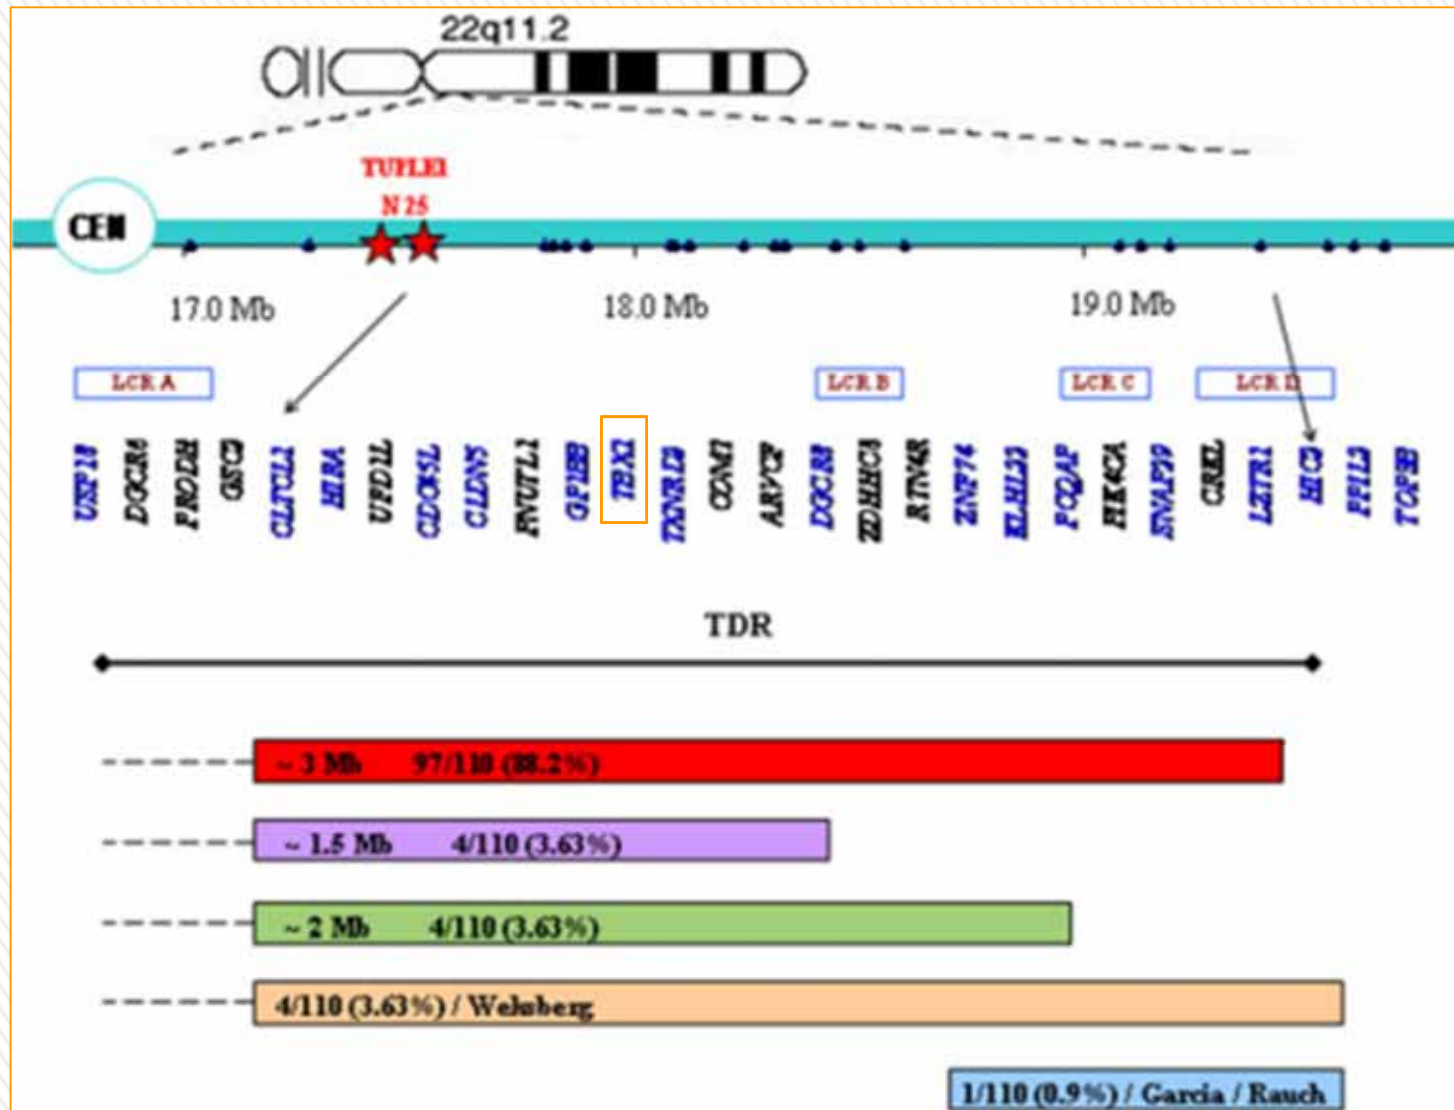 22q11.2
TUPLE1
N 25
CEN
17.0 Mb 18.0 Mb 19.0 Mb
LCR A LCR B LCR C LCR D
USP18 DGCR6 PRODH GSC2 CLTCL1 HIRA UFD1L CDC45L CLDN5 GP1BB TBX1 TXNRD2 COMT ARVCF DGCR8 ZDHHC8 RTN4R ZNF74 KLHL22 PCQAP PIK4CA SNAP29 CRKL LZTR1 HIC2 PPIL2 TOP3B
TDR
~ 3 Mb 97/110 (88.2%)
~ 1.5 Mb 4/110 (3.63%)
~ 2 Mb 4/110 (3.63%)
4/110 (3.63%) / Weksberg
1/110 (0.9%) / Garcia / Rauch